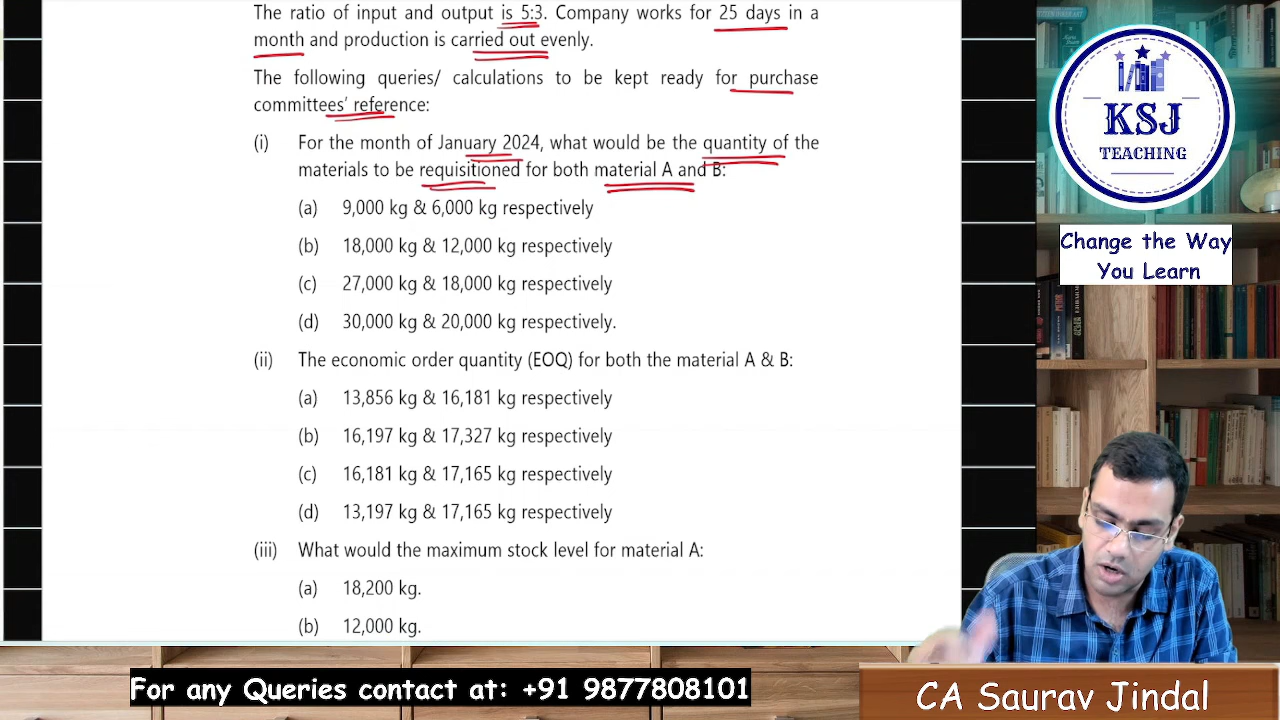 The ratio of input and output is 5:3. Company works for 25 days in a
month and production is carried out evenly.
The following queries/ calculations to be kept ready for purchase
committees' reference:
(i) For the month of January 2024, what would be the quantity of the
materials to be requisitioned for both material A and B:
(a) 9,000 kg & 6,000 kg respectively
(b) 18,000 kg & 12,000 kg respectively
(c) 27,000 kg & 18,000 kg respectively
(d) 30,000 kg & 20,000 kg respectively.
(ii) The economic order quantity (EOQ) for both the material A & B:
(a) 13,856 kg & 16,181 kg respectively
(b) 16,197 kg & 17,327 kg respectively
(c) 16,181 kg & 17,165 kg respectively
(d) 13,197 kg & 17,165 kg respectively
(iii) What would the maximum stock level for material A:
(a) 18,200 kg.
(b) 12,000 kg.
KSJ
TEACHING
Change the Way
You Learn
For any Queries contact at: +91 9877808101
CA Saurav Jindal